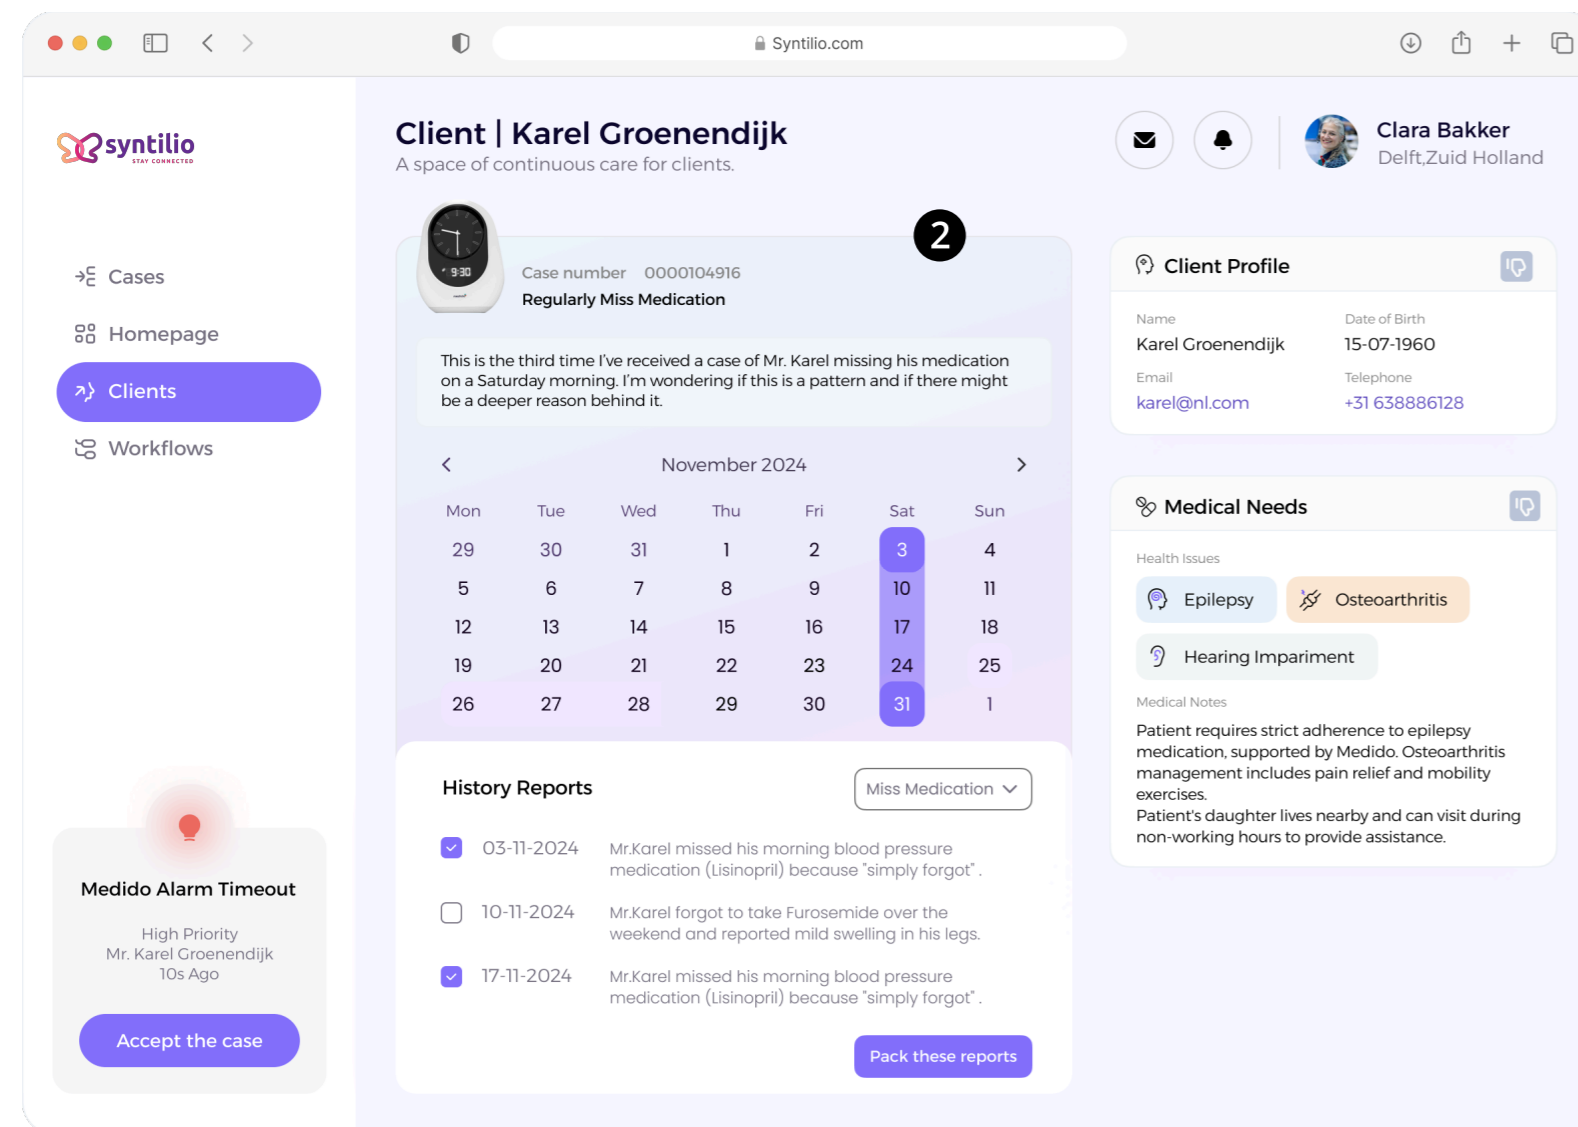 Syntilio.com
syntilio
STAY CONNECTED
Cases
Homepage
Clients
Workflows
Medido Alarm Timeout
High Priority
Mr. Karel Groenendijk
10s Ago
Accept the case
Client | Karel Groenendijk
A space of continuous care for clients.
Clara Bakker
Delft,Zuid Holland
2
9:30
Case number 0000104916
Regularly Miss Medication
This is the third time I've received a case of Mr. Karel missing his medication
on a Saturday morning. I'm wondering if this is a pattern and if there might
be a deeper reason behind it.
November 2024
Mon Tue Wed Thu Fri Sat Sun
29 30 31 1 2 3 4
5 6 7 8 9 10 11
12 13 14 15 16 17 18
19 20 21 22 23 24 25
26 27 28 29 30 31 1
History Reports
Miss Medication
03-11-2024
Mr.Karel missed his morning blood pressure
medication (Lisinopril) because "simply forgot" .
10-11-2024
Mr.Karel forgot to take Furosemide over the
weekend and reported mild swelling in his legs.
17-11-2024
Mr.Karel missed his morning blood pressure
medication (Lisinopril) because "simply forgot" .
Pack these reports
Client Profile
Name
Karel Groenendijk
Date of Birth
15-07-1960
Email
karel@nl.com
Telephone
+31 638886128
Medical Needs
Health Issues
Epilepsy
Osteoarthritis
Hearing Impariment
Medical Notes
Patient requires strict adherence to epilepsy
medication, supported by Medido. Osteoarthritis
management includes pain relief and mobility
exercises.
Patient's daughter lives nearby and can visit during
non-working hours to provide assistance.